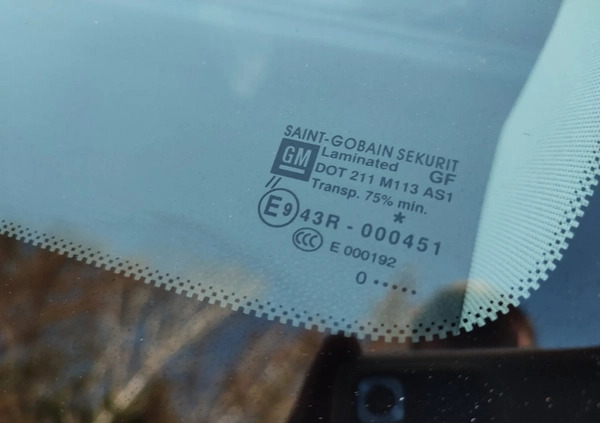 SAINT-GOBAIN SEKURIT
GM Laminated GF
DOT 211 M113 AS1
Transp. 75% min.
//
E9 43R - 000451
CCC E 000192
0 •••••